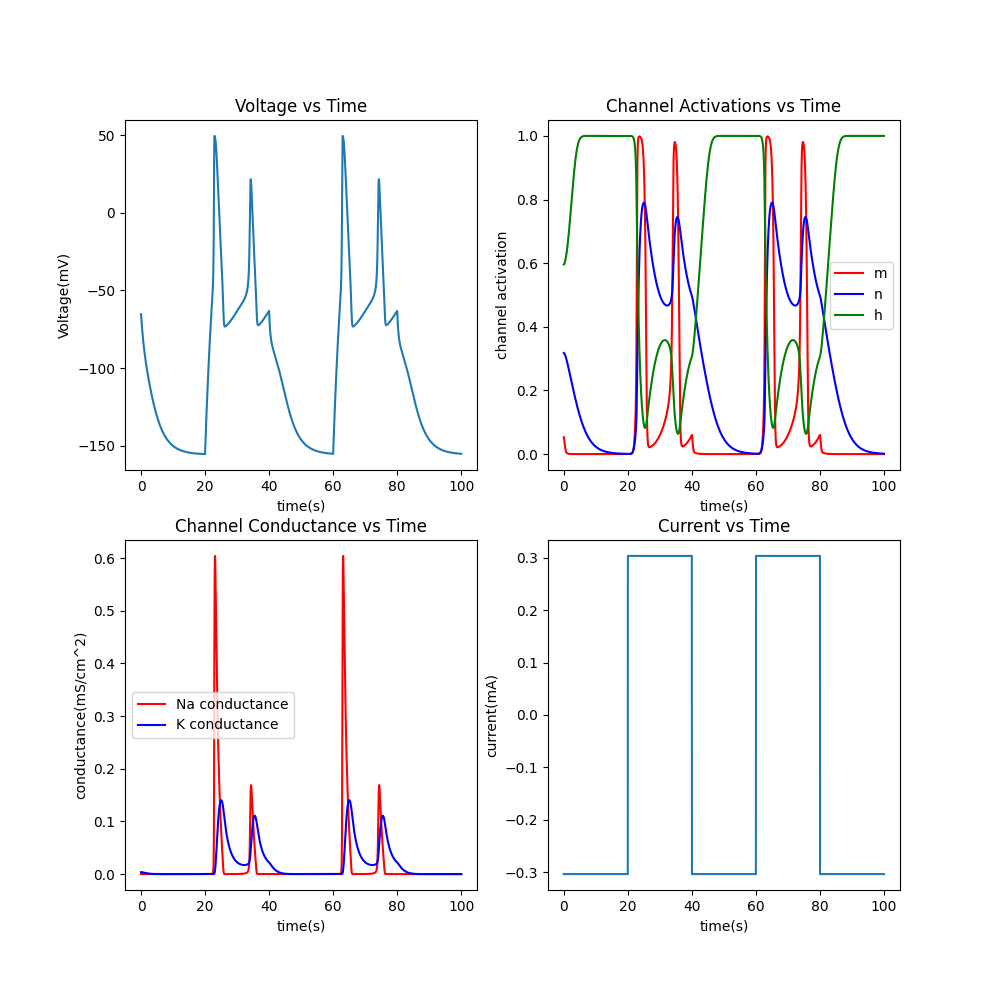 Voltage vs Time
Voltage(mV)
50
0
−50
−100
−150
0 20 40 60 80 100
time(s)
Channel Activations vs Time
channel activation
1.0
0.8
0.6
0.4
0.2
0.0
m
n
h
0 20 40 60 80 100
time(s)
Channel Conductance vs Time
conductance(mS/cm^2)
0.6
0.5
0.4
0.3
0.2
0.1
0.0
Na conductance
K conductance
0 20 40 60 80 100
time(s)
Current vs Time
current(mA)
0.3
0.2
0.1
0.0
−0.1
−0.2
−0.3
0 20 40 60 80 100
time(s)